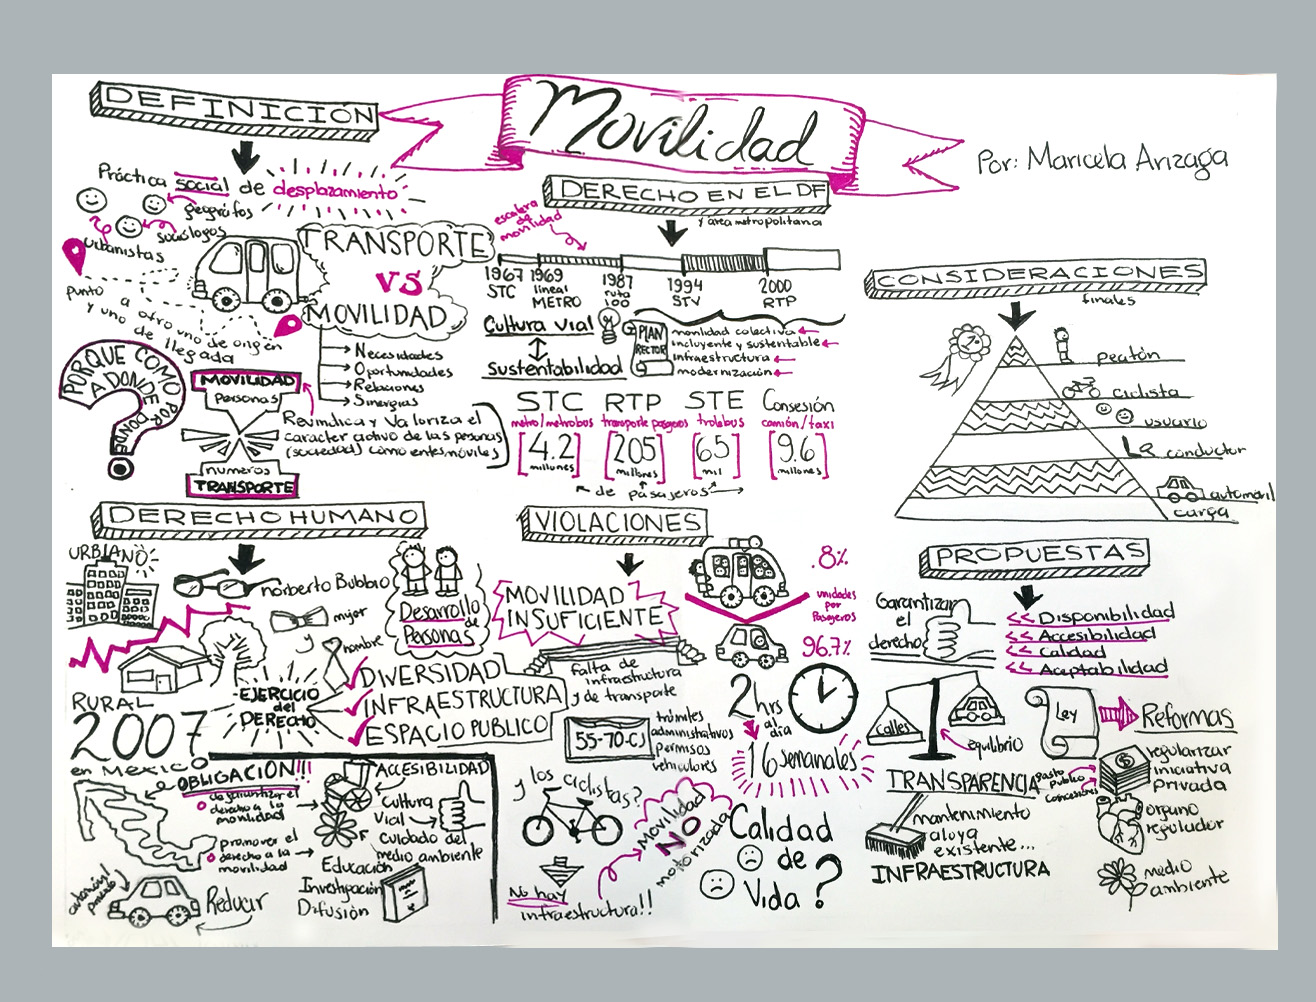 Movilidad
Por: Maricela Arizaga
DEFINICIÓN
Práctica social de desplazamiento
geógrafos
sociólogos
urbanistas
punto a otro uno de origen
y uno de llegada
TRANSPORTE
VS
MOVILIDAD
Necesidades
Oportunidades
Relaciones
Sinergias
PORQUE COMO
A DONDE POR
DONDE
MOVILIDAD
personas
numeros
TRANSPORTE
Reivindica y Valoriza el
caracter activo de las personas
(sociedad) como entes móviles
DERECHO EN EL DF
y área metropolitana
escalera
de
movilidad
1967
STC
1969
lineal
METRO
1987
ruta
100
1994
STV
2000
RTP
Cultura vial
Sustentabilidad
PLAN
RECTOR
movilidad colectiva
incluyente y sustentable
infraestructura
modernización
STC
metro/metrobus
[4.2
millones]
RTP
transporte pasajeros
[205
millones]
STE
trolebus
[65
mil]
Consesión
camión/taxi
[9.6
millones]
de pasajeros
CONSIDERACIONES
finales
peatón
ciclista
usuario
conductor
automovil
carga
DERECHO HUMANO
URBANO
RURAL
norberto Bubbio
mujer
y
hombre
Desarrollo
de
Personas
EJERCICIO
del
DERECHO
DIVERSIDAD
INFRAESTRUCTURA
ESPACIO PUBLICO
2007
en MEXICO
OBLIGACIÓN!!!
de garantizar el
derecho a la
movilidad
promover el
derecho a la
movilidad
ACCESIBILIDAD
Cultura
Vial
cuidado del
medio ambiente
Educación
Investigación
Difusión
Reducir
VIOLACIONES
MOVILIDAD
INSUFICIENTE
falta de
infraestructura
y de transporte
55-70-CJ
trámites
administrativos
permisos
vehiculares
.8%
unidades
por
Pasajeros
96.7%
2hrs
al
día
16 semanales
y los ciclistas?
No hay
infraestructura!!
Movilidad
NO
motorizada
Calidad
de
Vida?
PROPUESTAS
Garantizar
el
derecho
Disponibilidad
Accesibilidad
Calidad
Aceptabilidad
calles
equlibrio
Ley
Reformas
TRANSPARENCIA
gasto
publico
concesiones
regularizar
iniciativa
privada
mantenimiento
a lo ya
existente...
INFRAESTRUCTURA
órgano
regulador
medio
ambiente